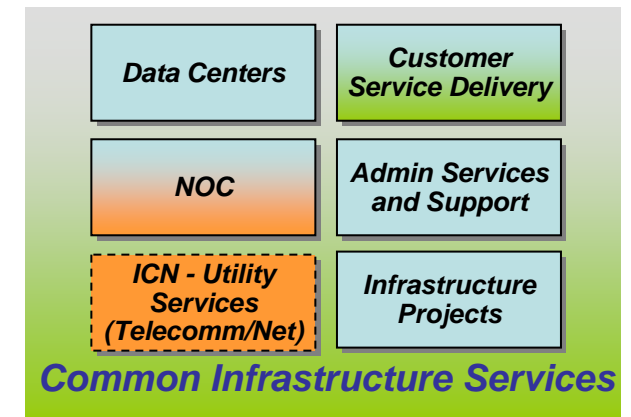 Data Centers
Customer
Service Delivery
NOC
Admin Services
and Support
ICN - Utility
Services
(Telecomm/Net)
Infrastructure
Projects
Common Infrastructure Services